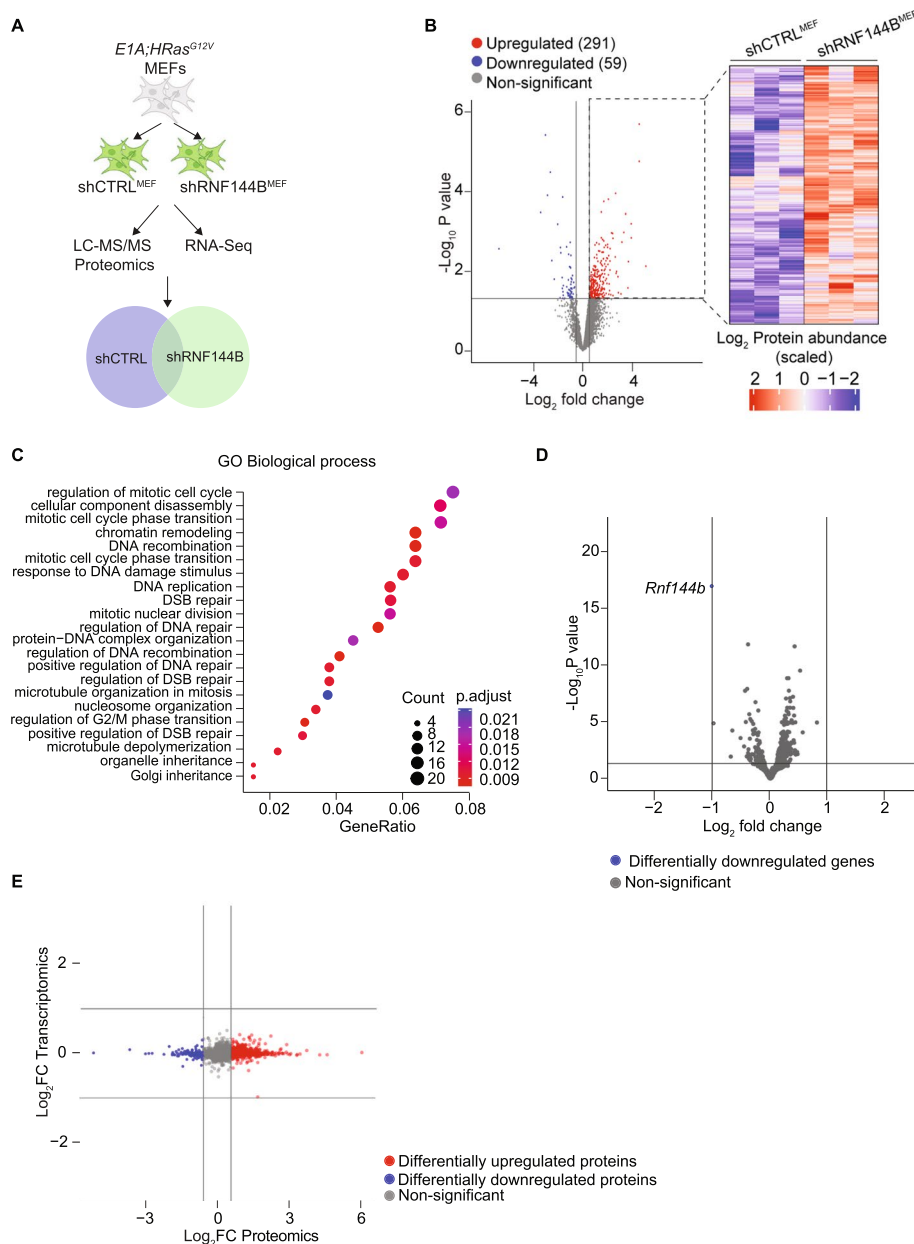 A
E1A;HRasG12V
MEFs
shCTRLMEF
shRNF144BMEF
LC-MS/MS
Proteomics
RNA-Seq
shCTRL
shRNF144B
B
Upregulated (291)
Downregulated (59)
Non-significant
6
4
2
0
-Log10 P value
−4
0
4
Log2 fold change
shCTRLMEF
shRNF144BMEF
Log2 Protein abundance
(scaled)
2 1 0 −1 −2
C
GO Biological process
regulation of mitotic cell cycle
cellular component disassembly
mitotic cell cycle phase transition
chromatin remodeling
DNA recombination
mitotic cell cycle phase transition
response to DNA damage stimulus
DNA replication
DSB repair
mitotic nuclear division
regulation of DNA repair
protein−DNA complex organization
regulation of DNA recombination
positive regulation of DNA repair
regulation of DSB repair
microtubule organization in mitosis
nucleosome organization
regulation of G2/M phase transition
positive regulation of DSB repair
microtubule depolymerization
organelle inheritance
Golgi inheritance
Count
4
8
12
16
20
p.adjust
0.021
0.018
0.015
0.012
0.009
0.02
0.04
0.06
0.08
GeneRatio
D
20
15
10
5
0
-Log10P value
Rnf144b
−2
−1
0
1
2
Log2 fold change
Differentially downregulated genes
Non-significant
E
2
0
−2
Log2FC Transcriptomics
−3
0
3
6
Log2FC Proteomics
Differentially upregulated proteins
Differentially downregulated proteins
Non-significant